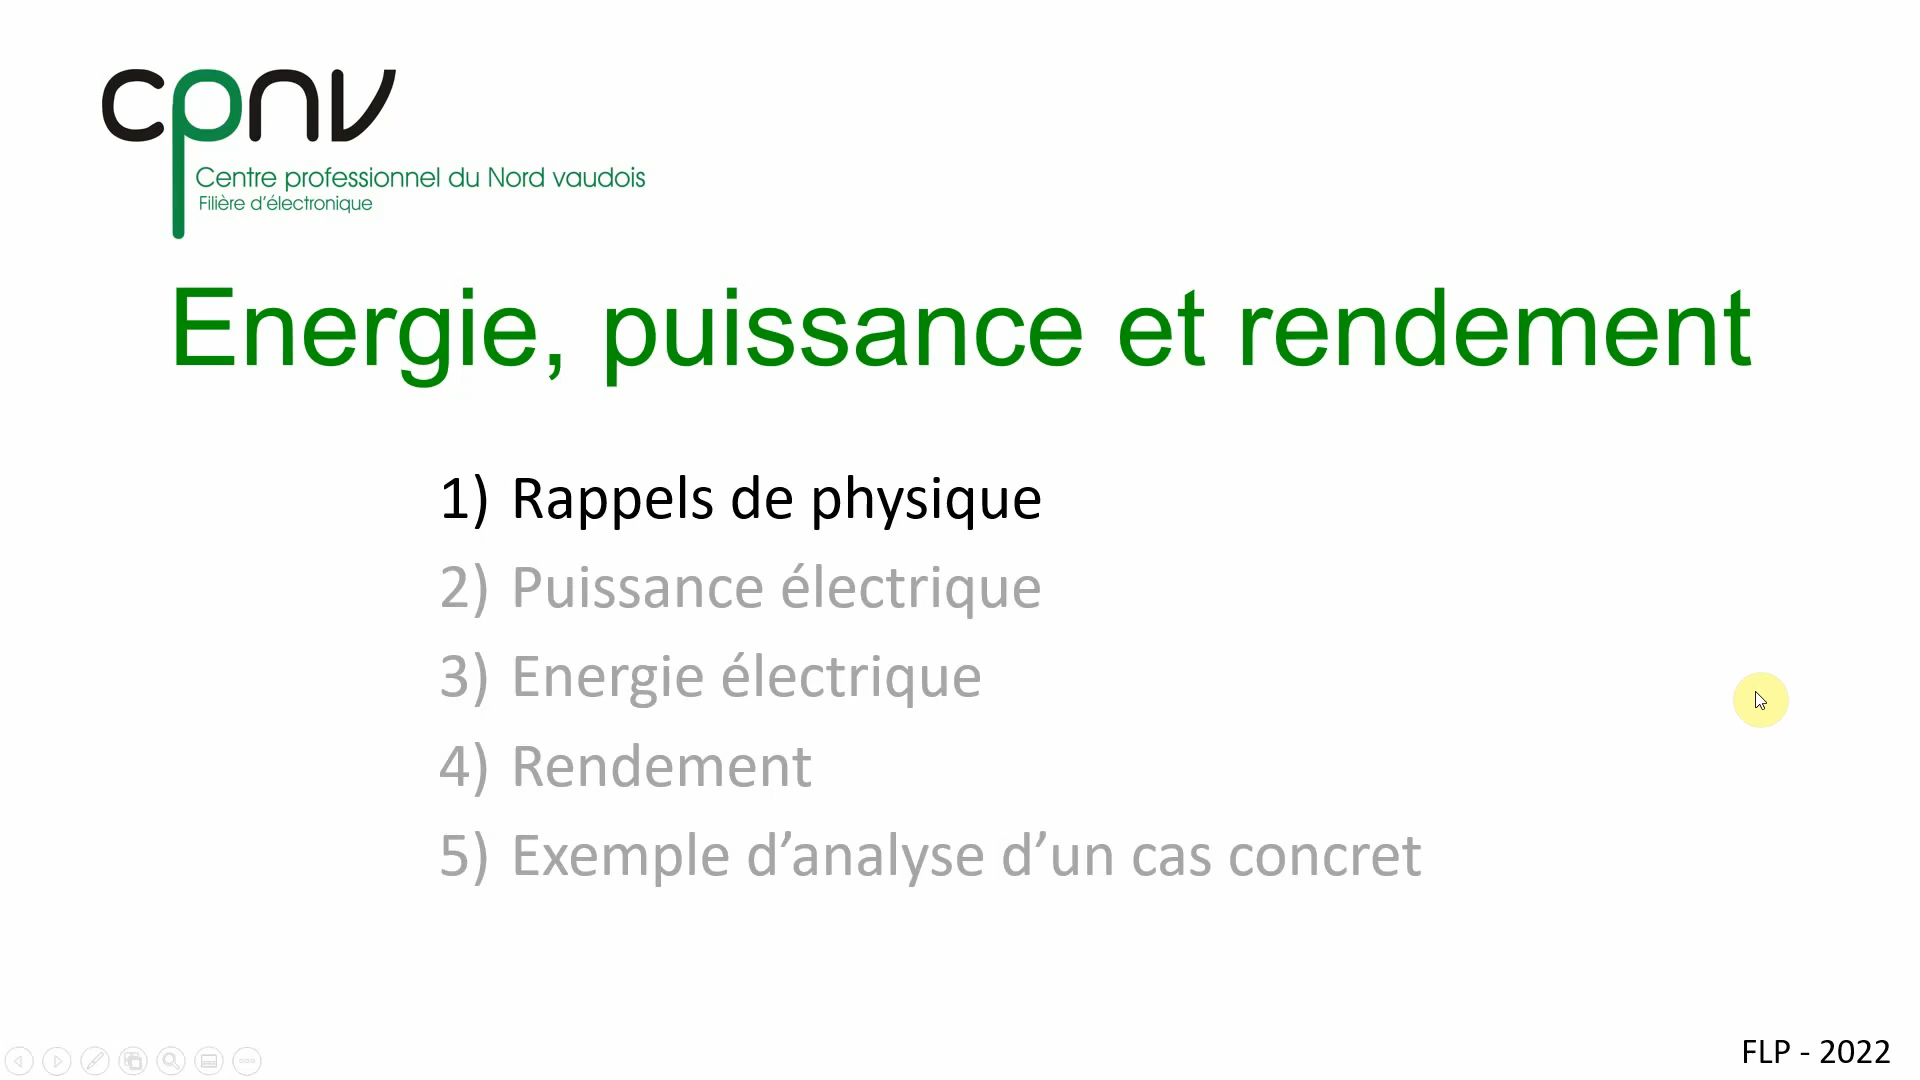 cpnv
Centre professionnel du Nord vaudois
Filière d'électronique
Energie, puissance et rendement
1) Rappels de physique
2) Puissance électrique
3) Energie électrique
4) Rendement
5) Exemple d’analyse d’un cas concret
FLP - 2022